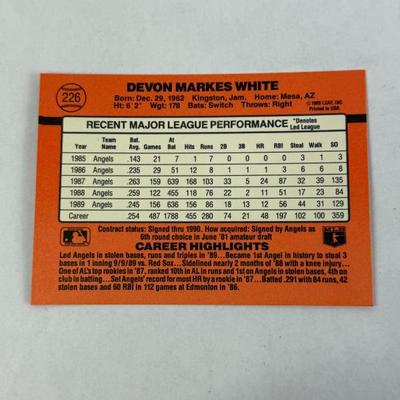 226
DEVON MARKES WHITE
Born: Dec. 29, 1962 Kingston, Jam. Home: Mesa, AZ
Ht: 6' 2" Wgt: 178 Bats: Switch Throws: Right
© 1989 LEAF, INC.
Printed in USA
RECENT MAJOR LEAGUE PERFORMANCE *Denotes Led League
Year Team Name Bat. Avg. Games At Bat Hits Runs 2B 3B HR RBI Steal Walk SO
1985 Angels .143 21 7 1 7 0 0 0 0 3 1 3
1986 Angels .235 29 51 12 8 1 1 1 3 6 6 8
1987 Angels .263 159 639 168 103 33 5 24 87 32 39 135
1988 Angels .259 122 455 118 76 22 2 11 51 17 23 84
1989 Angels .245 156 636 156 86 18 13 12 56 44 31 129
Career .254 487 1788 455 280 74 21 48 197 102 100 359
Contract status: Signed thru 1990. How acquired: Signed by Angels as
6th round choice in June '81 amateur draft
CAREER HIGHLIGHTS
Led Angels in stolen bases, runs and triples in '89...Became 1st Angel in history to steal 3
bases in 1 inning 9/9/89 vs. Red Sox...Sidelined nearly 2 months of '88 with a knee injury...
One of AL's top rookies in '87, ranked 10th in AL in runs and 1st on Angels in stolen bases, 4th on
club in batting...Set Angels' record for most HR by a rookie in '87...Batted .291 with 84 runs, 42
stolen bases and 60 RBI in 112 games at Edmonton in '86.